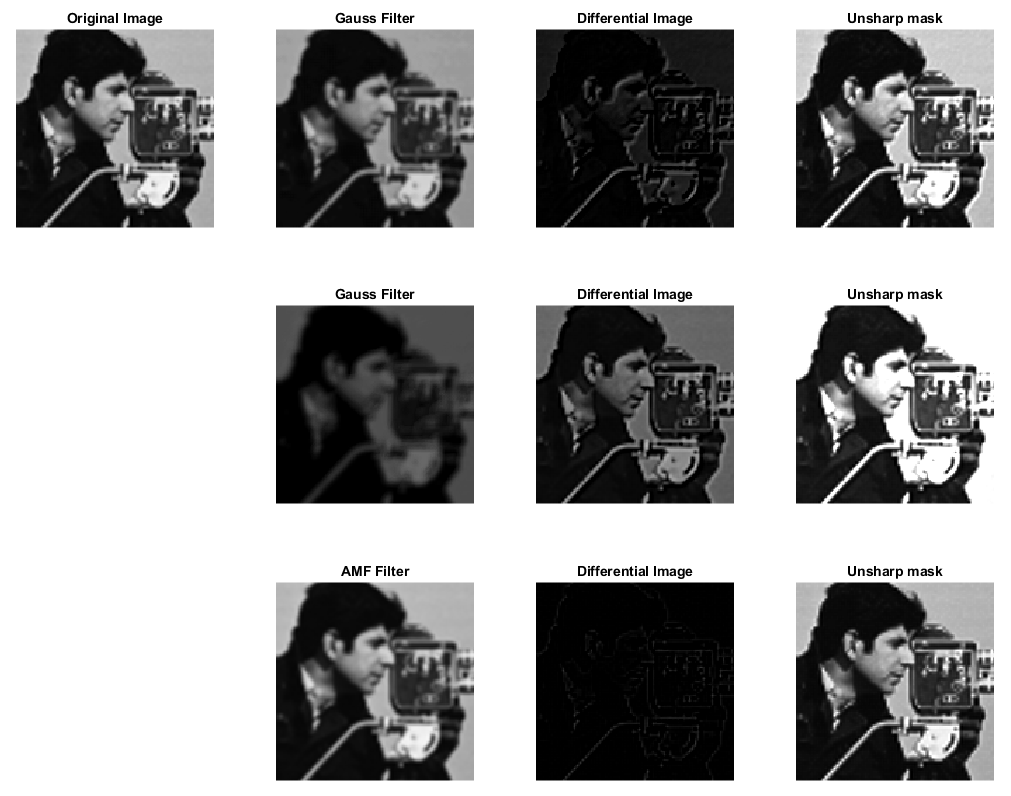 Original Image
Gauss Filter
Differential Image
Unsharp mask
Gauss Filter
Differential Image
Unsharp mask
AMF Filter
Differential Image
Unsharp mask